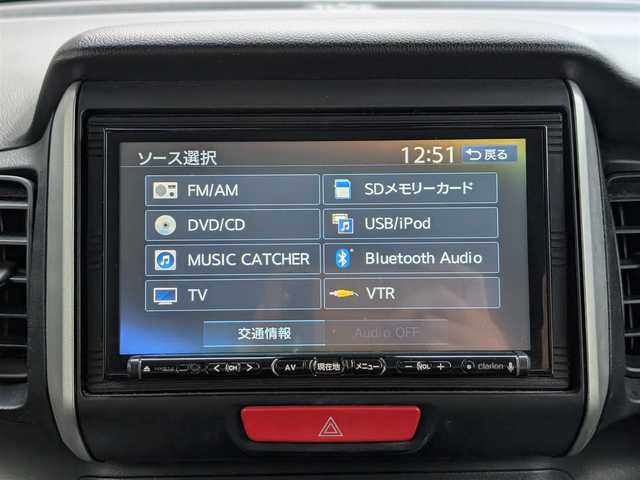 ソース選択 12:51 戻る
FM/AM SDメモリーカード
DVD/CD USB/iPod
MUSIC CATCHER Bluetooth Audio
TV VTR
交通情報 Audio OFF
< CH > AV 現在地 メニュー − VOL + clarion